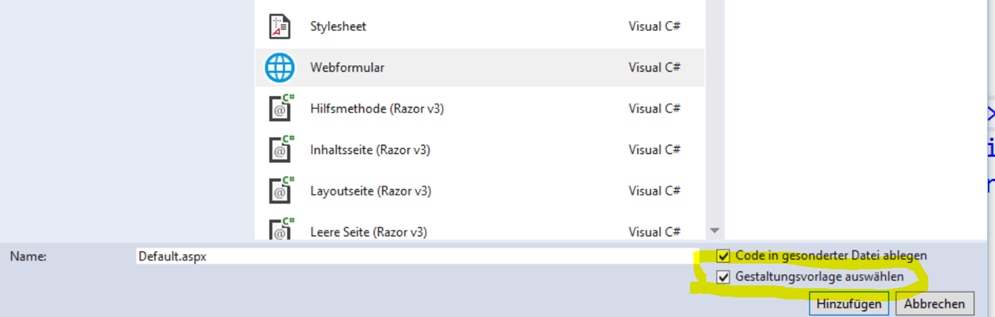 Stylesheet Visual C#
Webformular Visual C#
Hilfsmethode (Razor v3) Visual C#
Inhaltsseite (Razor v3) Visual C#
Layoutseite (Razor v3) Visual C#
Leere Seite (Razor v3) Visual C#
Name: Default.aspx
Code in gesonderter Datei ablegen
Gestaltungsvorlage auswählen
Hinzufügen Abbrechen